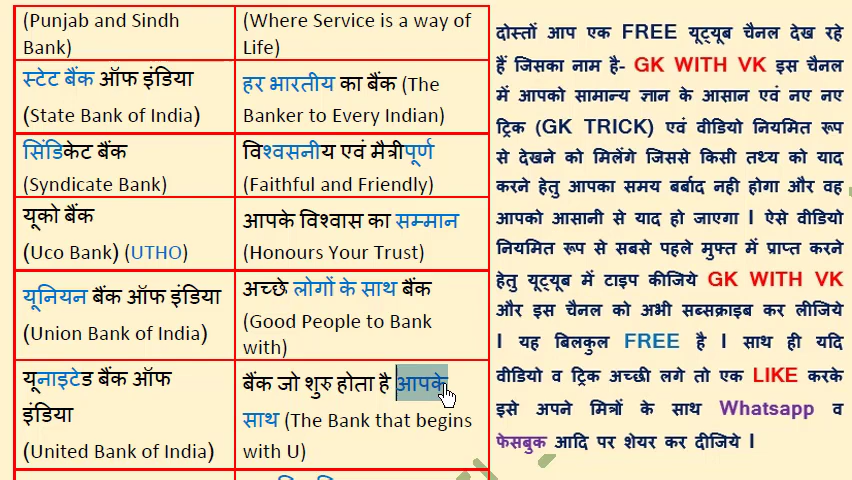 (Punjab and Sindh
Bank)
(Where Service is a way of
Life)
स्टेट बैंक ऑफ इंडिया
(State Bank of India)
हर भारतीय का बैंक (The
Banker to Every Indian)
सिंडिकेट बैंक
(Syndicate Bank)
विश्वसनीय एवं मैत्रीपूर्ण
(Faithful and Friendly)
यूको बैंक
(Uco Bank) (UTHO)
आपके विश्वास का सम्मान
(Honours Your Trust)
यूनियन बैंक ऑफ इंडिया
(Union Bank of India)
अच्छे लोगों के साथ बैंक
(Good People to Bank
with)
यूनाइटेड बैंक ऑफ
इंडिया
(United Bank of India)
बैंक जो शुरु होता है आपके
साथ (The Bank that begins
with U)
दोस्तों आप एक FREE यूट्यूब चैनल देख रहे
हैं जिसका नाम है- GK WITH VK इस चैनल
में आपको सामान्य ज्ञान के आसान एवं नए नए
ट्रिक (GK TRICK) एवं वीडियो नियमित रूप
से देखने को मिलेंगे जिससे किसी तथ्य को याद
करने हेतु आपका समय बर्बाद नही होगा और वह
आपको आसानी से याद हो जाएगा l ऐसे वीडियो
नियमित रूप से सबसे पहले मुफ्त में प्राप्त करने
हेतु यूट्यूब में टाइप कीजिये GK WITH VK
और इस चैनल को अभी सब्सक्राइब कर लीजिये
l यह बिलकुल FREE है l साथ ही यदि
वीडियो व ट्रिक अच्छी लगे तो एक LIKE करके
इसे अपने मित्रों के साथ Whatsapp व
फेसबुक आदि पर शेयर कर दीजिये l